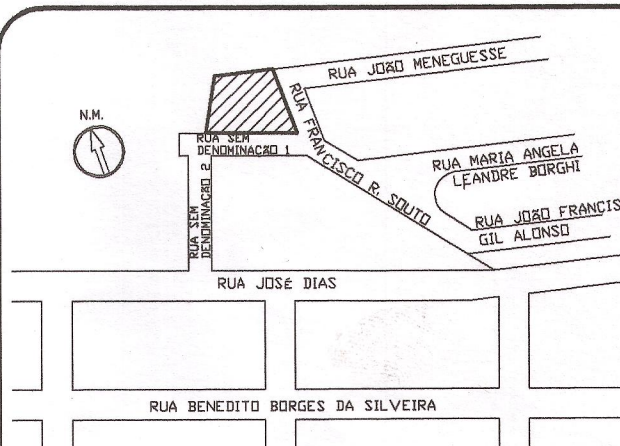 RUA JOÃO MENEGUESSE
N.M.
RUA FRANCISCO R. SOUTO
RUA SEM
DENOMINAÇÃO 1
RUA MARIA ANGELA
LEANDRE BORGHI
RUA SEM
DENOMINAÇÃO 2
RUA JOÃO FRANCIS
GIL ALONSO
RUA JOSÉ DIAS
RUA BENEDITO BORGES DA SILVEIRA